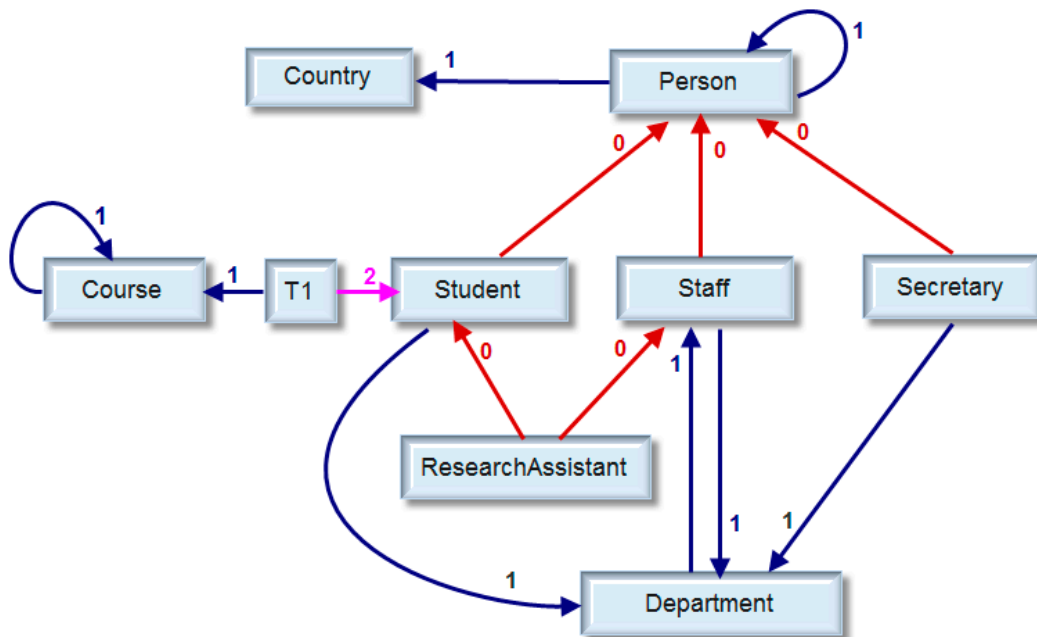 1
1
Country
Person
0
0
0
1
1
2
Course
T1
Student
Staff
Secretary
0
0
1
ResearchAssistant
1
1
1
Department